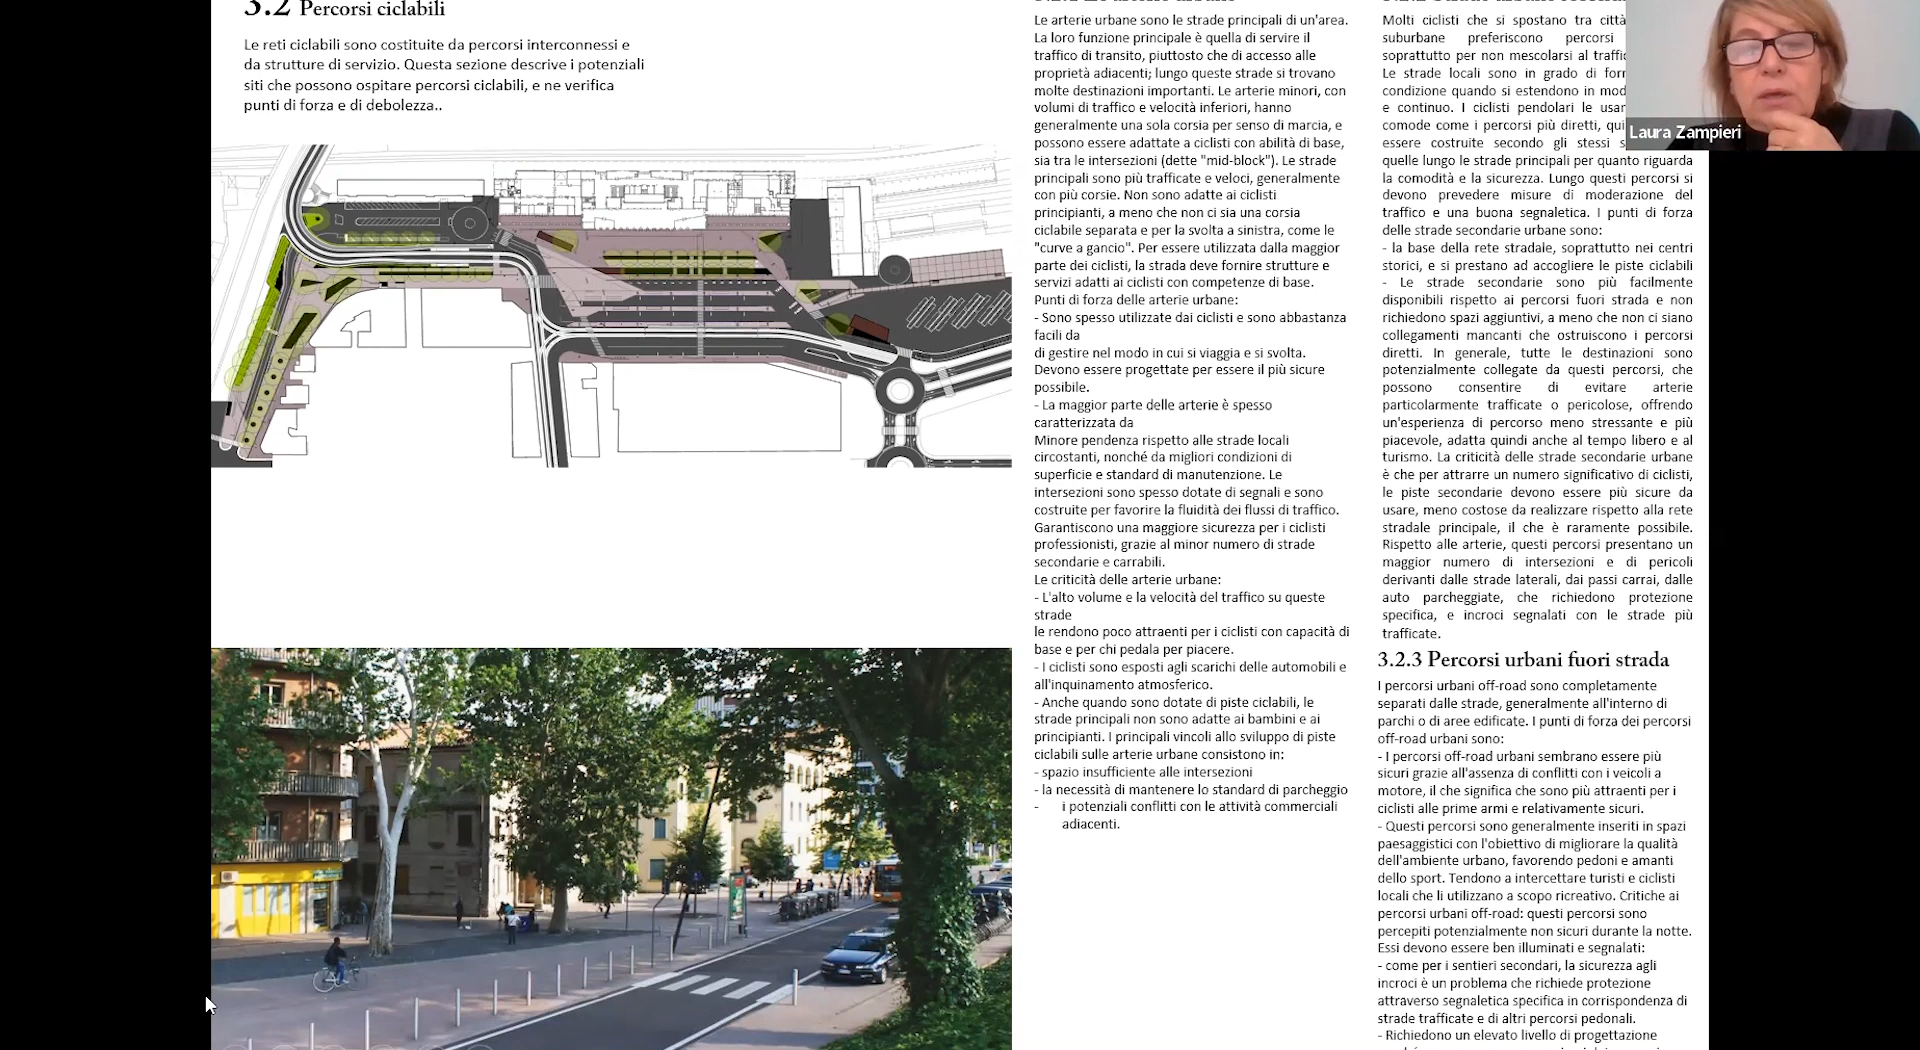 3.2 Percorsi ciclabili
Le reti ciclabili sono costituite da percorsi interconnessi e
da strutture di servizio. Questa sezione descrive i potenziali
siti che possono ospitare percorsi ciclabili, e ne verifica
punti di forza e di debolezza..
Le arterie urbane sono le strade principali di un'area.
La loro funzione principale è quella di servire il
traffico di transito, piuttosto che di accesso alle
proprietà adiacenti; lungo queste strade si trovano
molte destinazioni importanti. Le arterie minori, con
volumi di traffico e velocità inferiori, hanno
generalmente una sola corsia per senso di marcia, e
possono essere adattate a ciclisti con abilità di base,
sia tra le intersezioni (dette "mid-block"). Le strade
principali sono più trafficate e veloci, generalmente
con più corsie. Non sono adatte ai ciclisti
principianti, a meno che non ci sia una corsia
ciclabile separata e per la svolta a sinistra, come le
"curve a gancio". Per essere utilizzata dalla maggior
parte dei ciclisti, la strada deve fornire strutture e
servizi adatti ai ciclisti con competenze di base.
Punti di forza delle arterie urbane:
- Sono spesso utilizzate dai ciclisti e sono abbastanza
facili da
di gestire nel modo in cui si viaggia e si svolta.
Devono essere progettate per essere il più sicure
possibile.
- La maggior parte delle arterie è spesso
caratterizzata da
Minore pendenza rispetto alle strade locali
circostanti, nonché da migliori condizioni di
superficie e standard di manutenzione. Le
intersezioni sono spesso dotate di segnali e sono
costruite per favorire la fluidità dei flussi di traffico.
Garantiscono una maggiore sicurezza per i ciclisti
professionisti, grazie al minor numero di strade
secondarie e carrabili.
Le criticità delle arterie urbane:
- L'alto volume e la velocità del traffico su queste
strade
le rendono poco attraenti per i ciclisti con capacità di
base e per chi pedala per piacere.
- I ciclisti sono esposti agli scarichi delle automobili e
all'inquinamento atmosferico.
- Anche quando sono dotate di piste ciclabili, le
strade principali non sono adatte ai bambini e ai
principianti. I principali vincoli allo sviluppo di piste
ciclabili sulle arterie urbane consistono in:
- spazio insufficiente alle intersezioni
- la necessità di mantenere lo standard di parcheggio
- i potenziali conflitti con le attività commerciali
adiacenti.
Molti ciclisti che si spostano tra città
suburbane preferiscono percorsi
soprattutto per non mescolarsi al
Le strade locali sono in grado di
condizione quando si estendono in
e continuo. I ciclisti pendolari le
comode come i percorsi più diretti,
essere costruite secondo gli stessi
quelle lungo le strade principali per quanto riguarda
la comodità e la sicurezza. Lungo questi percorsi si
devono prevedere misure di moderazione del
traffico e una buona segnaletica. I punti di forza
delle strade secondarie urbane sono:
- la base della rete stradale, soprattutto nei centri
storici, e si prestano ad accogliere le piste ciclabili
- Le strade secondarie sono più facilmente
disponibili rispetto ai percorsi fuori strada e non
richiedono spazi aggiuntivi, a meno che non ci siano
collegamenti mancanti che ostruiscono i percorsi
diretti. In generale, tutte le destinazioni sono
potenzialmente collegate da questi percorsi, che
possono consentire di evitare arterie
particolarmente trafficate o pericolose, offrendo
un'esperienza di percorso meno stressante e più
piacevole, adatta quindi anche al tempo libero e al
turismo. La criticità delle strade secondarie urbane
è che per attrarre un numero significativo di ciclisti,
le piste secondarie devono essere più sicure da
usare, meno costose da realizzare rispetto alla rete
stradale principale, il che è raramente possibile.
Rispetto alle arterie, questi percorsi presentano un
maggior numero di intersezioni e di pericoli
derivanti dalle strade laterali, dai passi carrai, dalle
auto parcheggiate, che richiedono protezione
specifica, e incroci segnalati con le strade più
trafficate.
3.2.3 Percorsi urbani fuori strada
I percorsi urbani off-road sono completamente
separati dalle strade, generalmente all'interno di
parchi o di aree edificate. I punti di forza dei percorsi
off-road urbani sono:
- I percorsi off-road urbani sembrano essere più
sicuri grazie all'assenza di conflitti con i veicoli a
motore, il che significa che sono più attraenti per i
ciclisti alle prime armi e relativamente sicuri.
- Questi percorsi sono generalmente inseriti in spazi
paesaggistici con l'obiettivo di migliorare la qualità
dell'ambiente urbano, favorendo pedoni e amanti
dello sport. Tendono a intercettare turisti e ciclisti
locali che li utilizzano a scopo ricreativo. Critiche ai
percorsi urbani off-road: questi percorsi sono
percepiti potenzialmente non sicuri durante la notte.
Essi devono essere ben illuminati e segnalati:
- come per i sentieri secondari, la sicurezza agli
incroci è un problema che richiede protezione
attraverso segnaletica specifica in corrispondenza di
strade trafficate e di altri percorsi pedonali.
- Richiedono un elevato livello di progettazione
Laura Zampieri